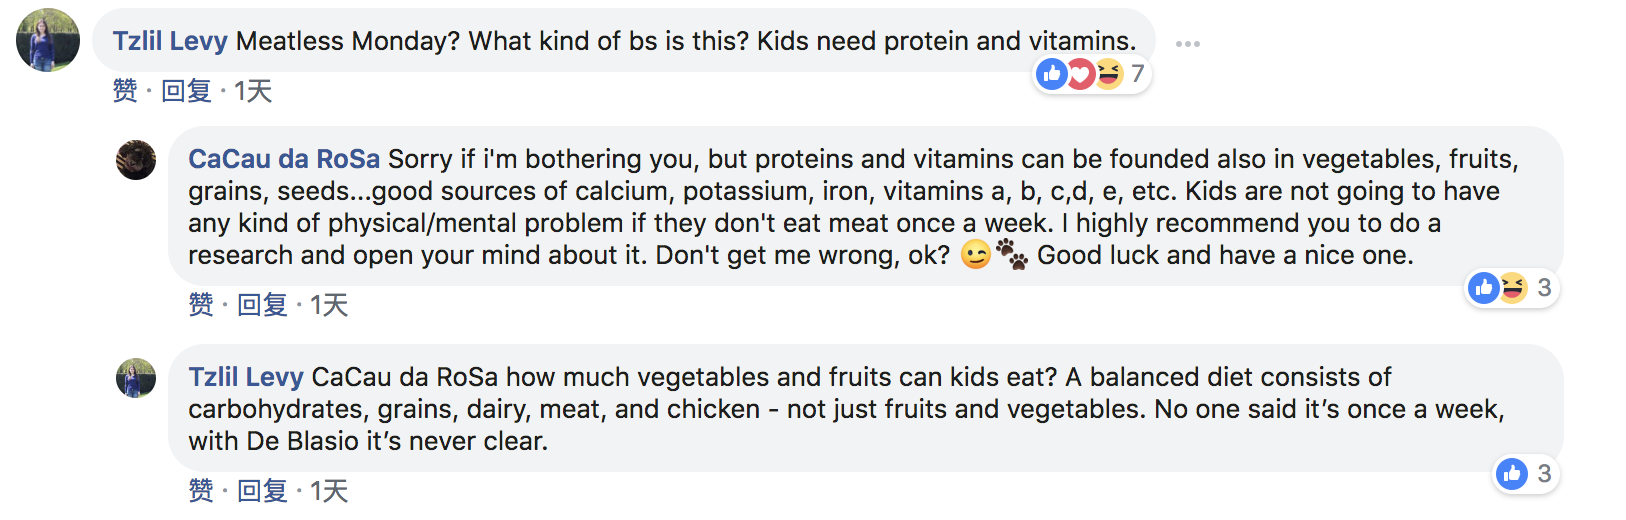 Tzlil Levy Meatless Monday? What kind of bs is this? Kids need protein and vitamins.
7
赞 · 回复 · 1天
CaCau da RoSa Sorry if i'm bothering you, but proteins and vitamins can be founded also in vegetables, fruits,
grains, seeds...good sources of calcium, potassium, iron, vitamins a, b, c,d, e, etc. Kids are not going to have
any kind of physical/mental problem if they don't eat meat once a week. I highly recommend you to do a
research and open your mind about it. Don't get me wrong, ok? 😉🐾 Good luck and have a nice one.
3
赞 · 回复 · 1天
Tzlil Levy CaCau da RoSa how much vegetables and fruits can kids eat? A balanced diet consists of
carbohydrates, grains, dairy, meat, and chicken - not just fruits and vegetables. No one said it’s once a week,
with De Blasio it’s never clear.
3
赞 · 回复 · 1天